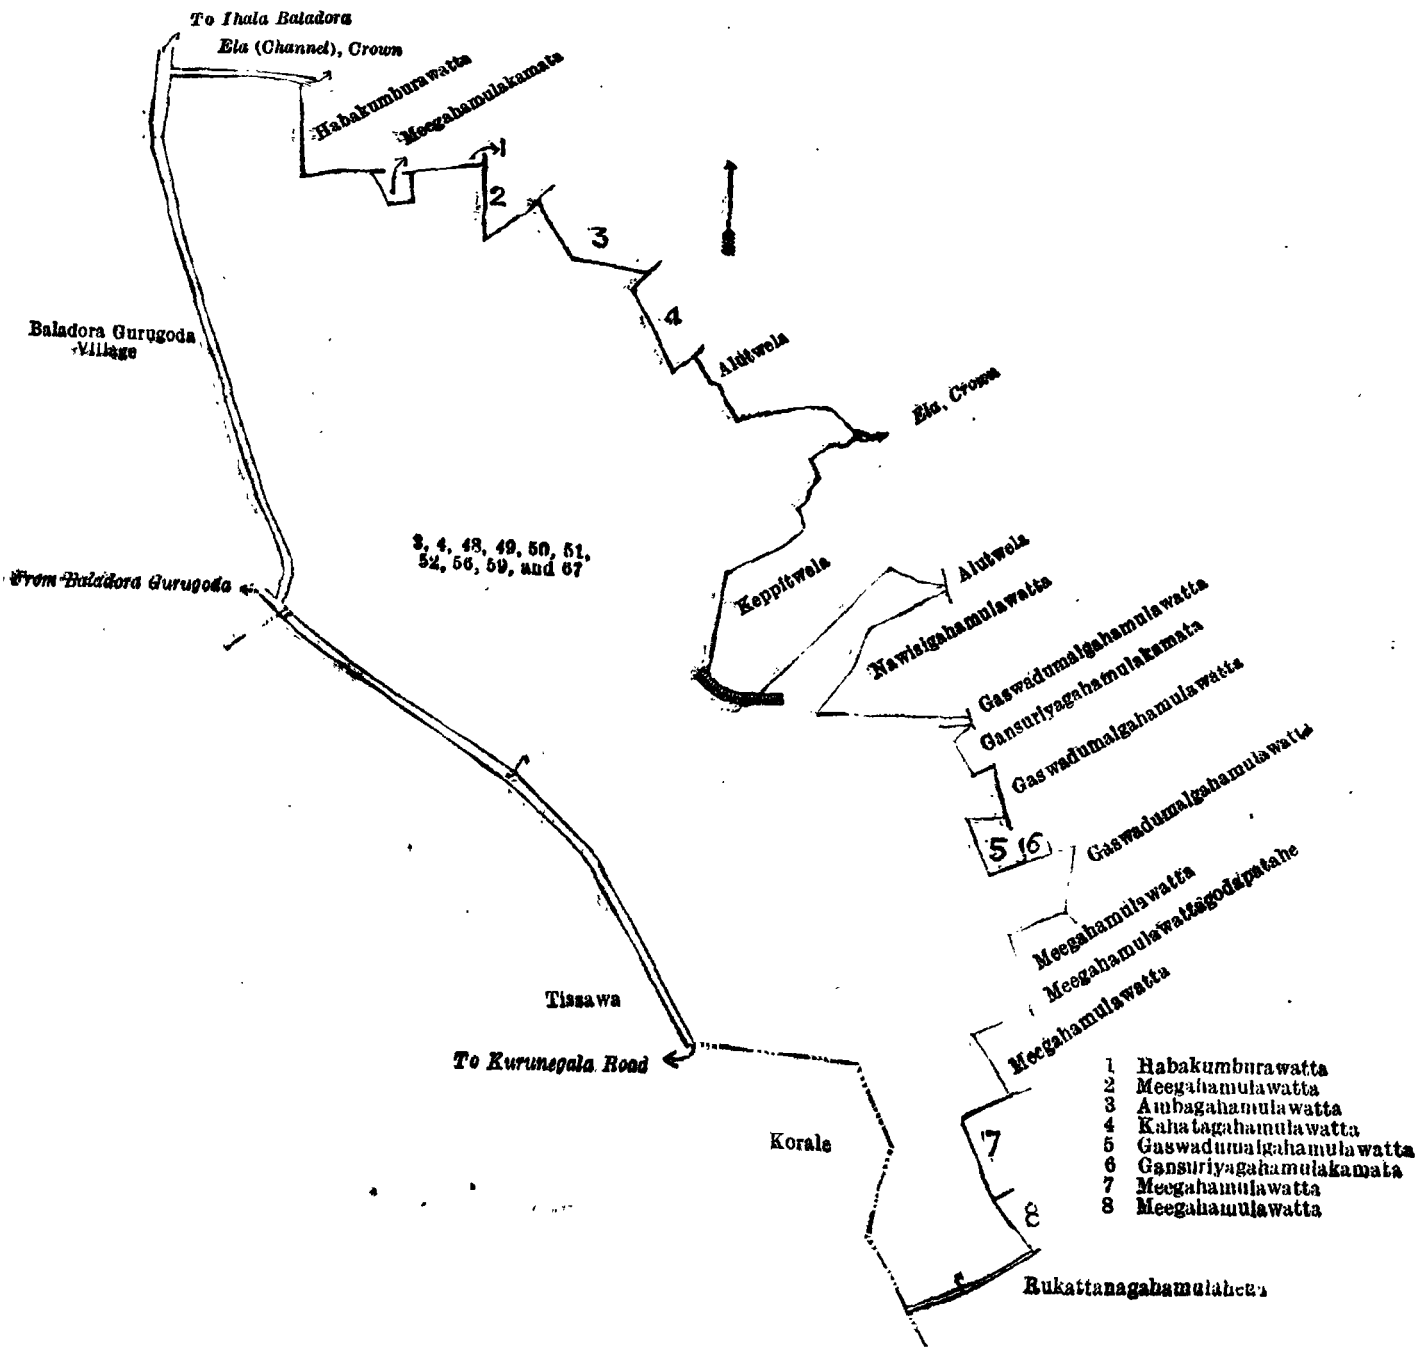 To Ihala Baladora
Ela (Channel), Crown
Habakumburawatta
Meegahamulakamata
1
2
3
4
Baladora Gurugoda
Village
Alutwela
Ela, Crown
3, 4, 48, 49, 50, 51,
52, 56, 59, and 67
From Baladora Gurugoda
Keppitwela
Alutwela
Nawisigahamulawatta
Gaswadumalgahamulawatta
Gansuriyagahamulakamata
Gaswadumalgahamulawatta
5 6
Gaswadumalgahamulawatta
Meegahamulawatta
Meegahamulawattagodapatahe
Meegahamulawatta
Tissawa
To Kurunegala Road
Korale
7
8
1 Habakumburawatta
2 Meegahamulawatta
3 Ambagahamulawatta
4 Kahatagahamulawatta
5 Gaswadumalgahamulawatta
6 Gansuriyagahamulakamata
7 Meegahamulawatta
8 Meegahamulawatta
Rukattanagahamulahena